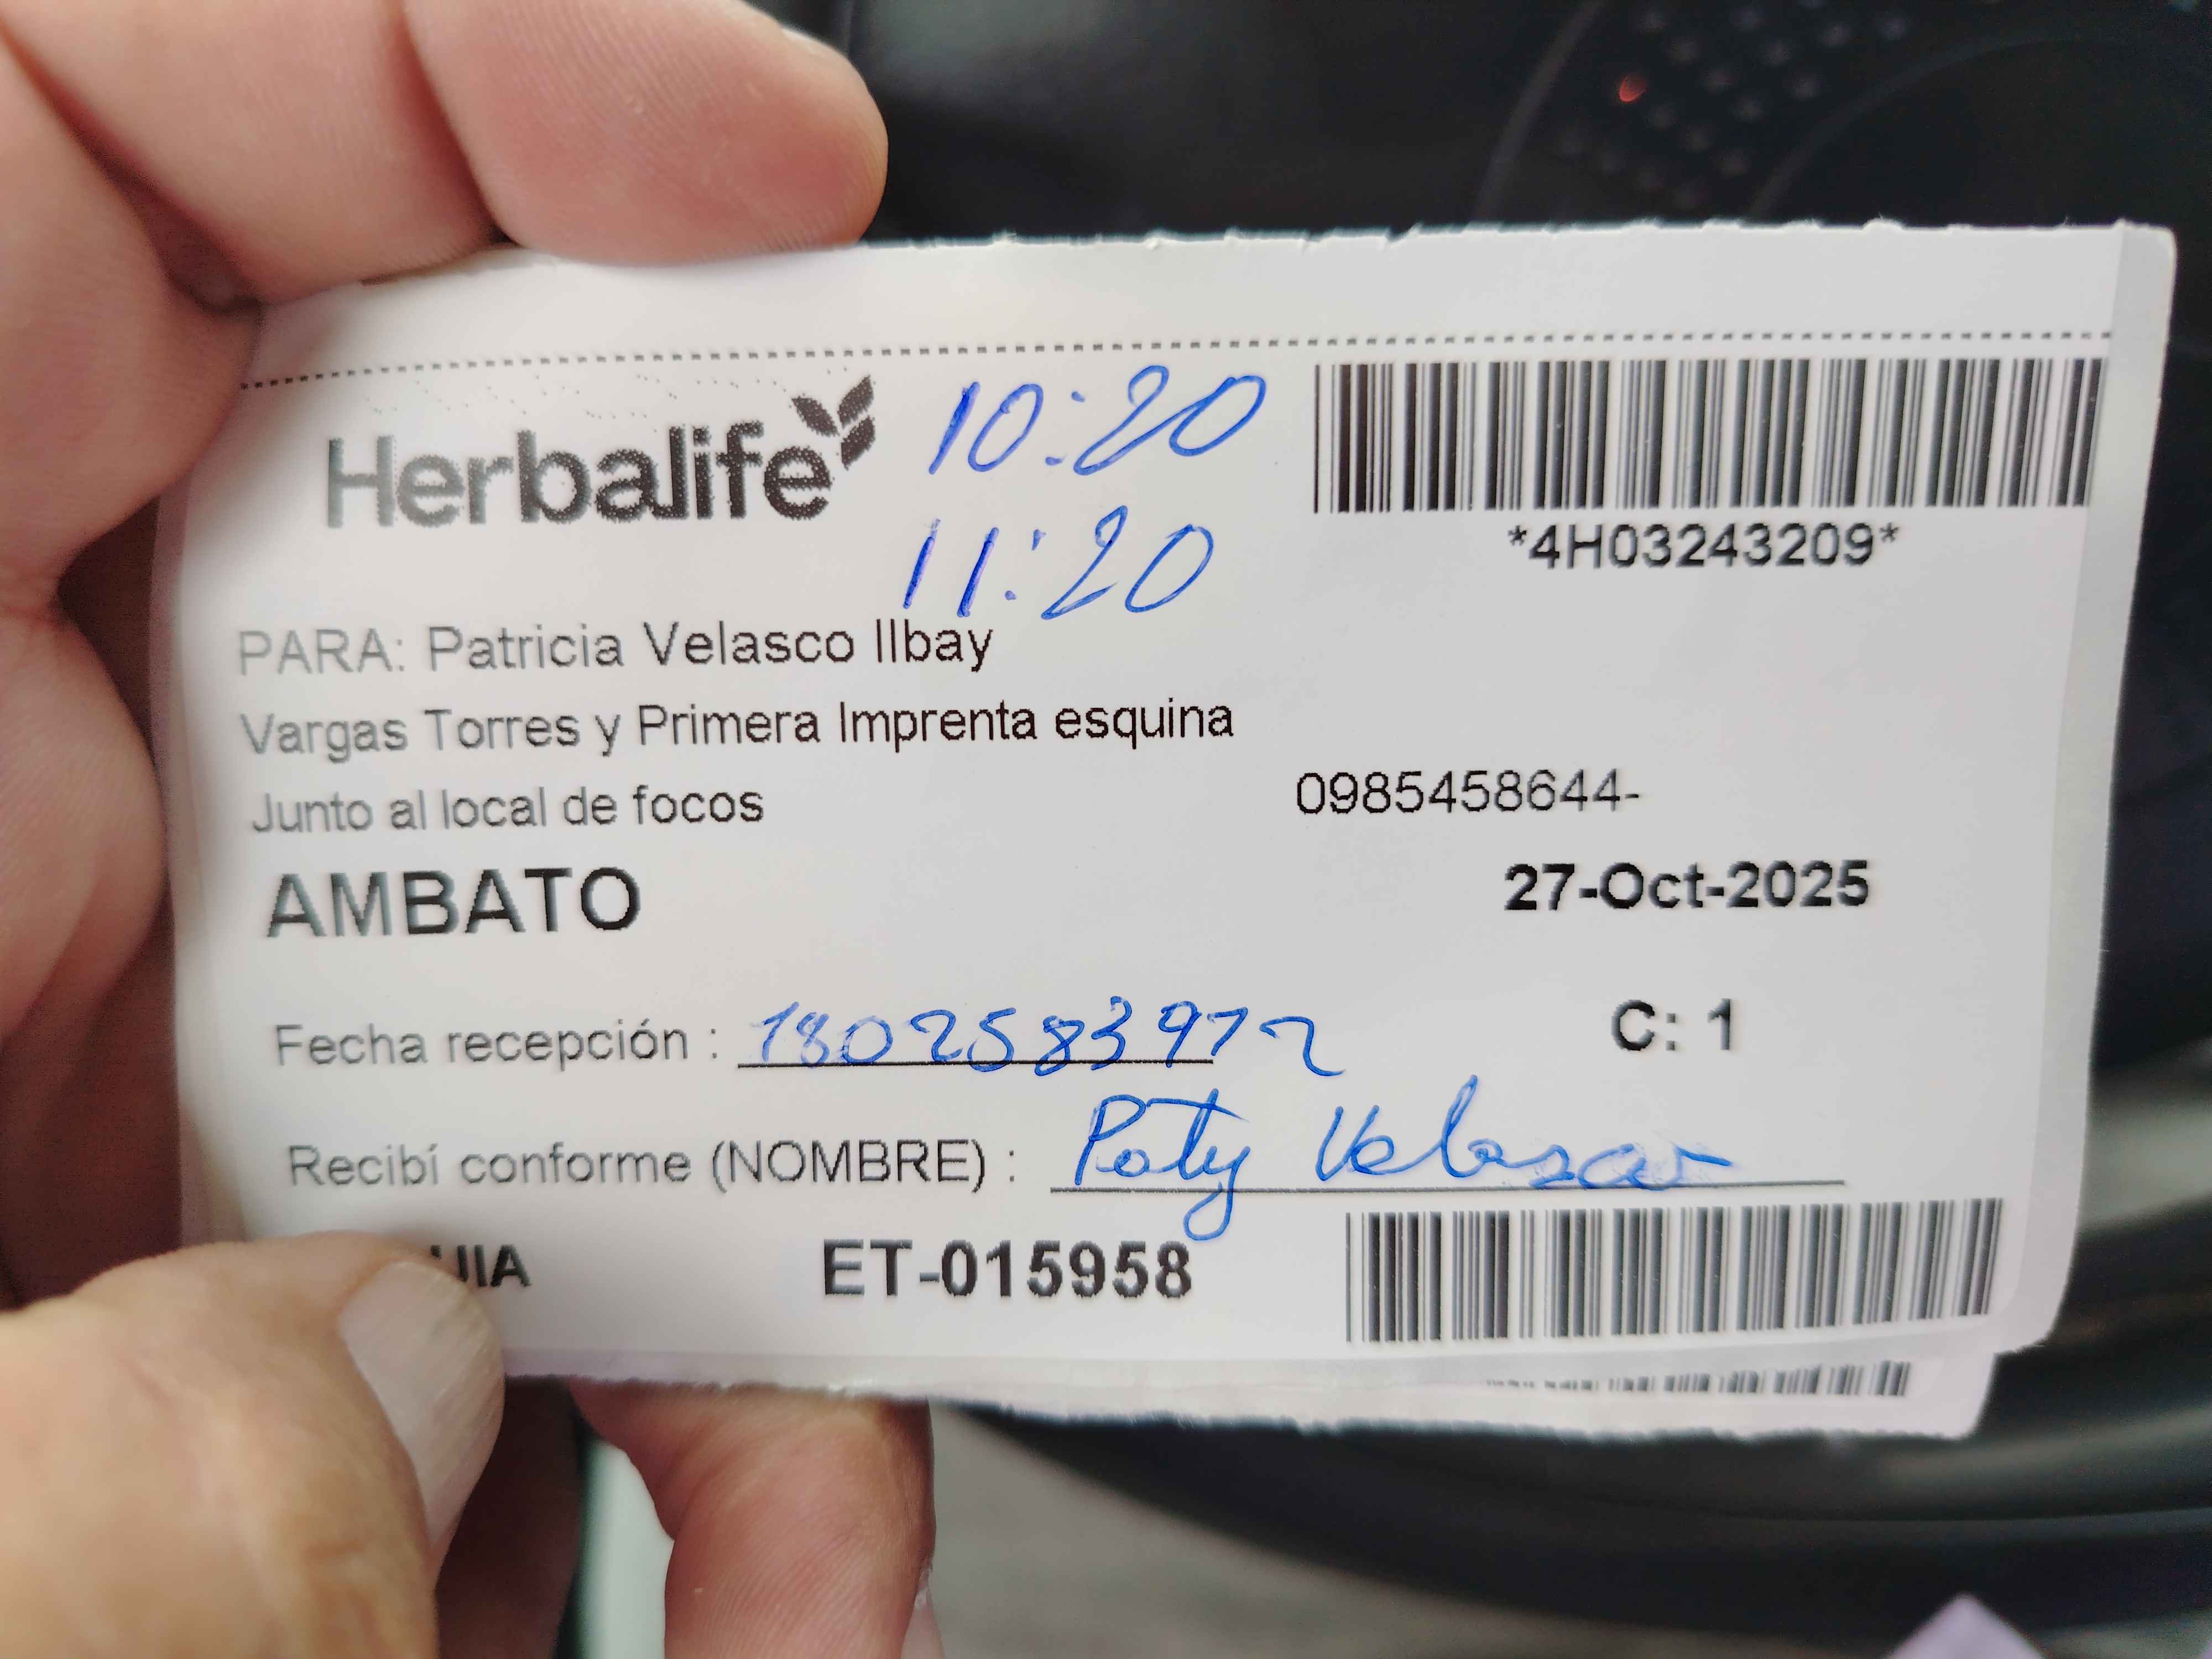 Herbalife
10:20
11:20
*4H03243209*
PARA: Patricia Velasco Ilbay
Vargas Torres y Primera Imprenta esquina
Junto al local de focos
0985458644-
AMBATO
27-Oct-2025
Fecha recepción : 1802583972
C: 1
Recibí conforme (NOMBRE) : Paty Velasco
ET-015958